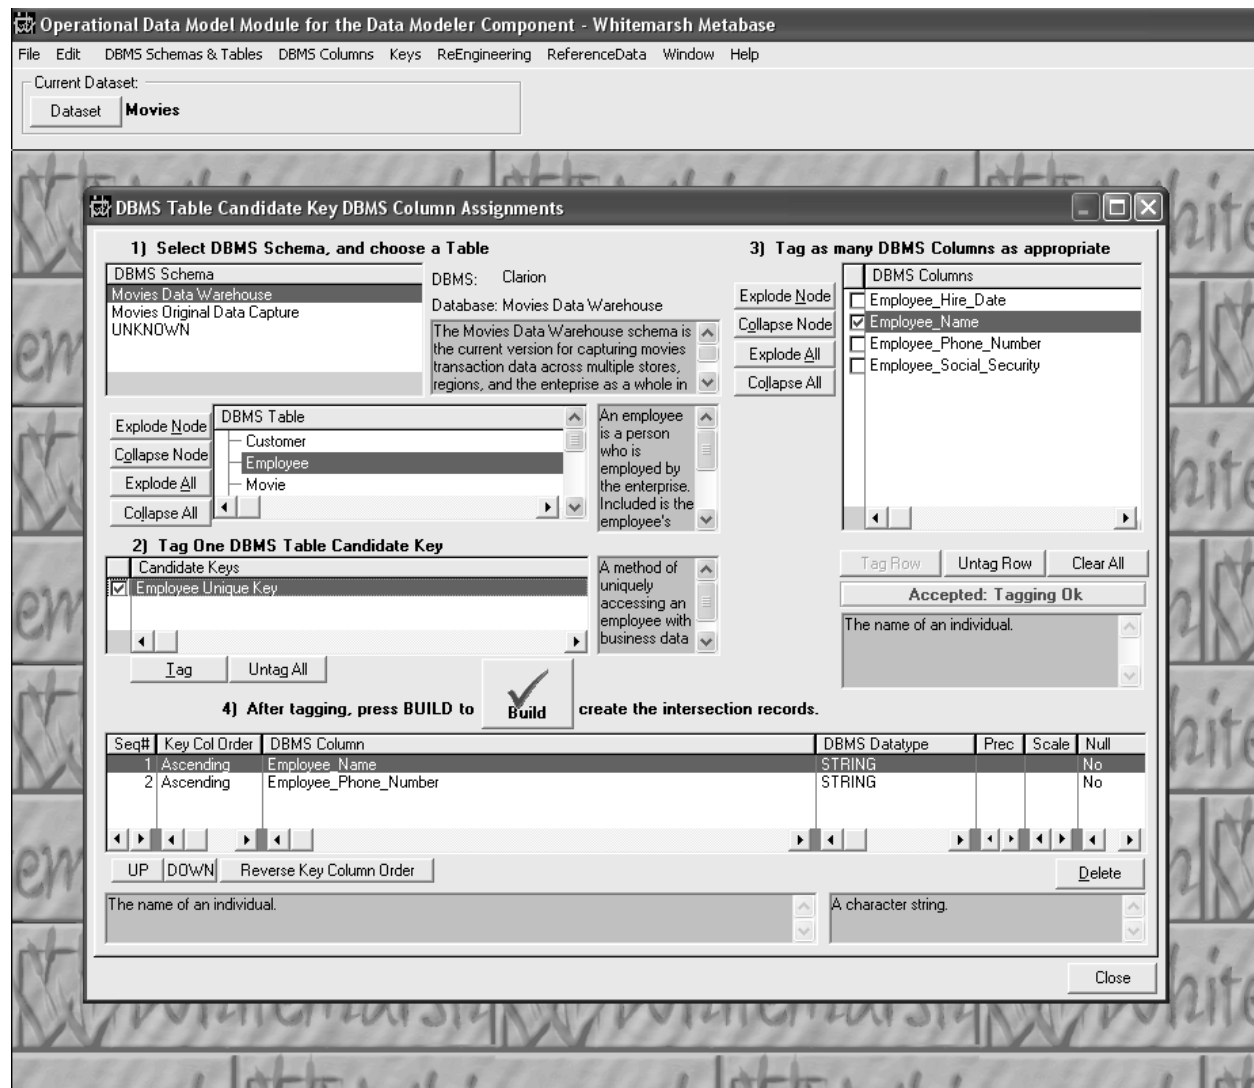 Operational Data Model Module for the Data Modeler Component - Whitemarsh Metabase
File Edit DBMS Schemas & Tables DBMS Columns Keys ReEngineering ReferenceData Window Help
Current Dataset:
Dataset Movies
DBMS Table Candidate Key DBMS Column Assignments
1) Select DBMS Schema, and choose a Table
DBMS Schema
Movies Data Warehouse
Movies Original Data Capture
UNKNOWN
DBMS: Clarion
Database: Movies Data Warehouse
The Movies Data Warehouse schema is
the current version for capturing movies
transaction data across multiple stores,
regions, and the enteprise as a whole in
Explode Node
Collapse Node
Explode All
Collapse All
DBMS Table
Customer
Employee
Movie
An employee
is a person
who is
employed by
the enterprise.
Included is the
employee's
2) Tag One DBMS Table Candidate Key
Candidate Keys
Employee Unique Key
A method of
uniquely
accessing an
employee with
business data
Tag Untag All
3) Tag as many DBMS Columns as appropriate
Explode Node
Collapse Node
Explode All
Collapse All
DBMS Columns
Employee_Hire_Date
Employee_Name
Employee_Phone_Number
Employee_Social_Security
Tag Row Untag Row Clear All
Accepted: Tagging Ok
The name of an individual.
4) After tagging, press BUILD to Build create the intersection records.
Seq# Key Col Order DBMS Column DBMS Datatype Prec Scale Null
1 Ascending Employee_Name STRING No
2 Ascending Employee_Phone_Number STRING No
UP DOWN Reverse Key Column Order Delete
The name of an individual. A character string.
Close